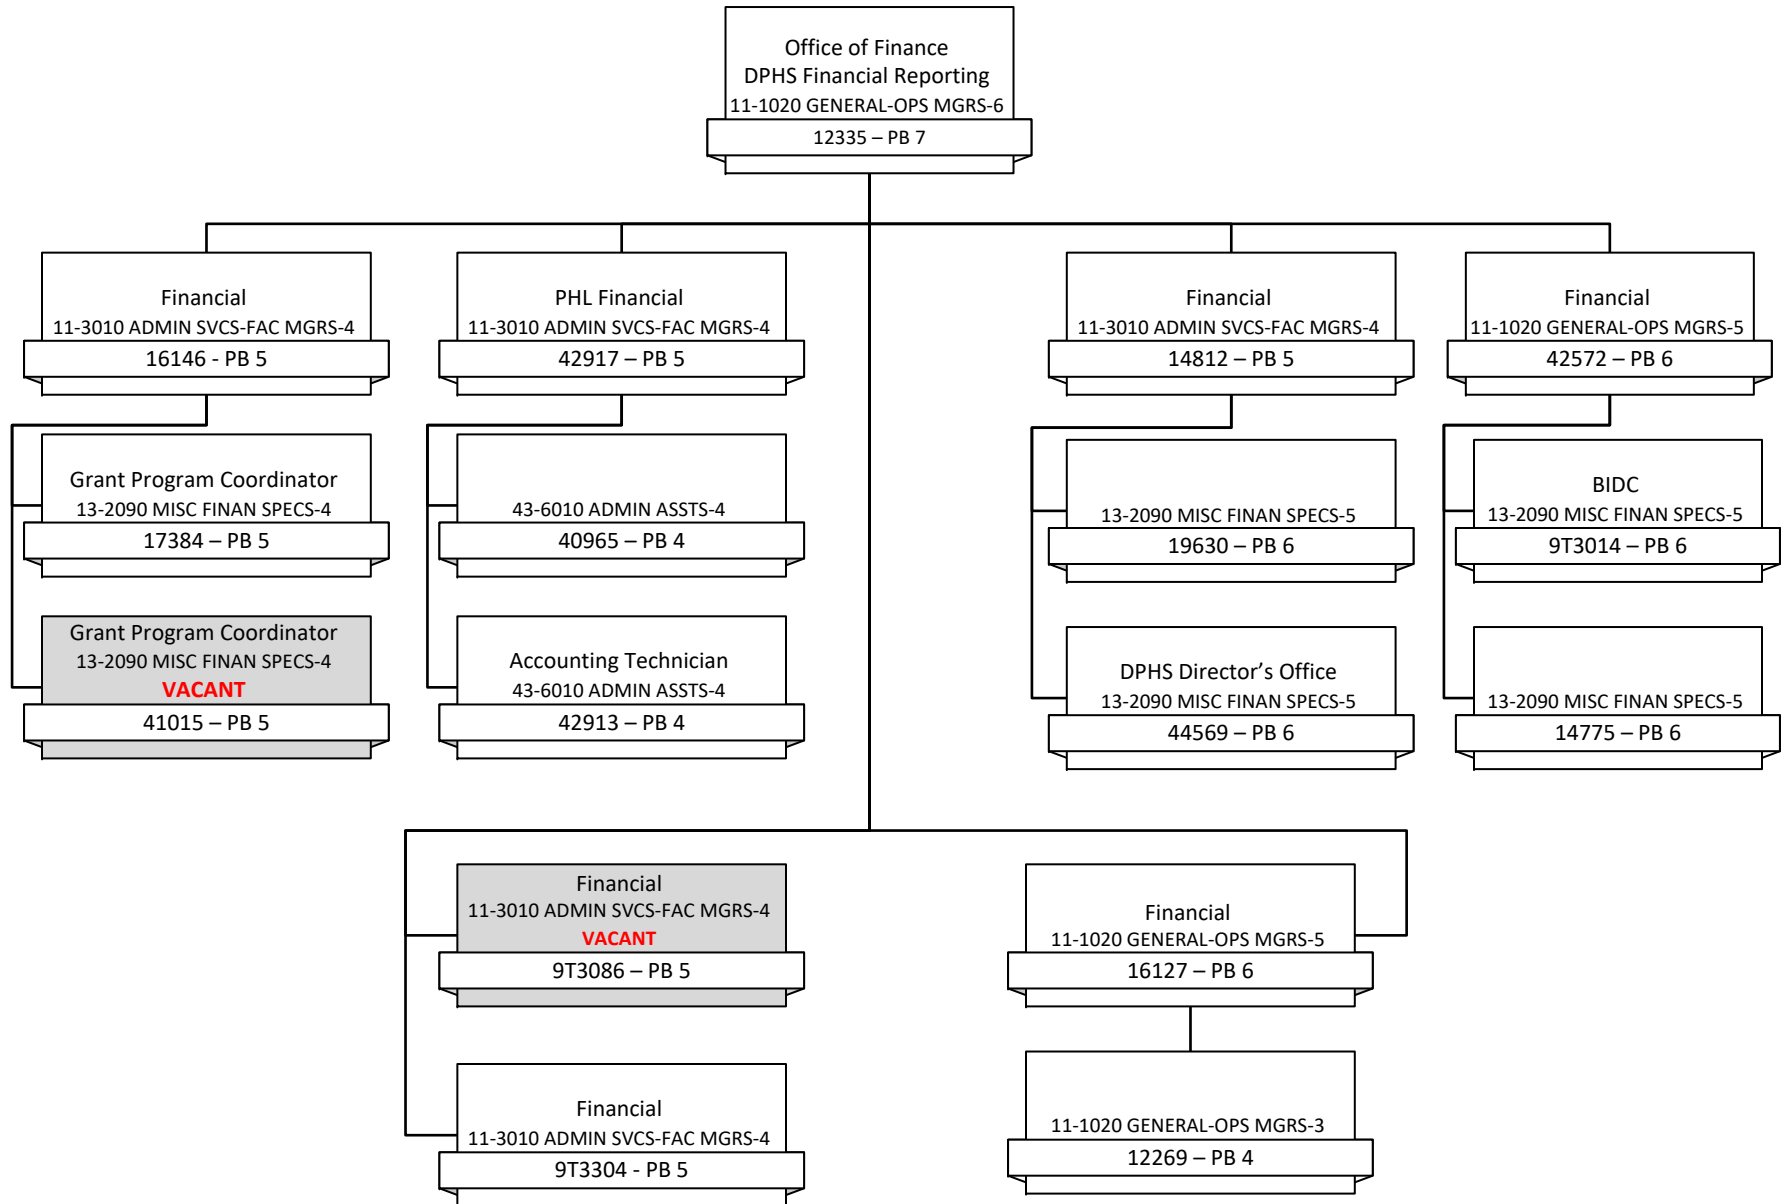 Office of Finance
DPHS Financial Reporting
11-1020 GENERAL-OPS MGRS-6
12335 – PB 7
Financial
11-3010 ADMIN SVCS-FAC MGRS-4
16146 - PB 5
PHL Financial
11-3010 ADMIN SVCS-FAC MGRS-4
42917 – PB 5
Financial
11-3010 ADMIN SVCS-FAC MGRS-4
14812 – PB 5
Financial
11-1020 GENERAL-OPS MGRS-5
42572 – PB 6
Grant Program Coordinator
13-2090 MISC FINAN SPECS-4
17384 – PB 5
43-6010 ADMIN ASSTS-4
40965 – PB 4
13-2090 MISC FINAN SPECS-5
19630 – PB 6
BIDC
13-2090 MISC FINAN SPECS-5
9T3014 – PB 6
Grant Program Coordinator
13-2090 MISC FINAN SPECS-4
VACANT
41015 – PB 5
Accounting Technician
43-6010 ADMIN ASSTS-4
42913 – PB 4
DPHS Director’s Office
13-2090 MISC FINAN SPECS-5
44569 – PB 6
13-2090 MISC FINAN SPECS-5
14775 – PB 6
Financial
11-3010 ADMIN SVCS-FAC MGRS-4
VACANT
9T3086 – PB 5
Financial
11-1020 GENERAL-OPS MGRS-5
16127 – PB 6
Financial
11-3010 ADMIN SVCS-FAC MGRS-4
9T3304 - PB 5
11-1020 GENERAL-OPS MGRS-3
12269 – PB 4